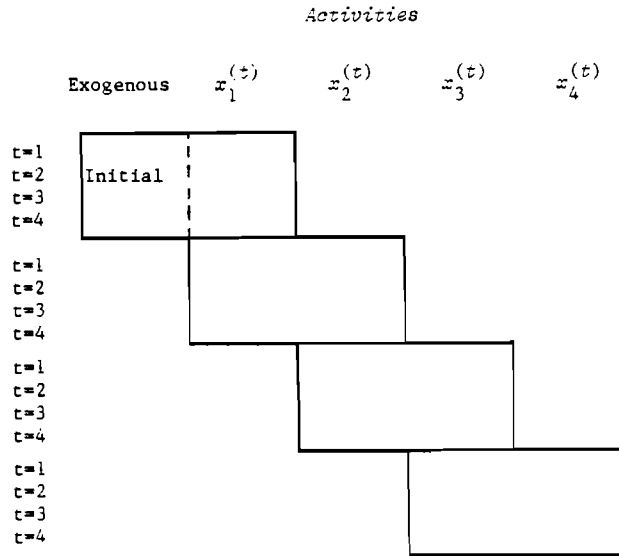 Activities
Exogenous x_1^{(t)} x_2^{(t)} x_3^{(t)} x_4^{(t)}
t=1
t=2 Initial
t=3
t=4
t=1
t=2
t=3
t=4
t=1
t=2
t=3
t=4
t=1
t=2
t=3
t=4